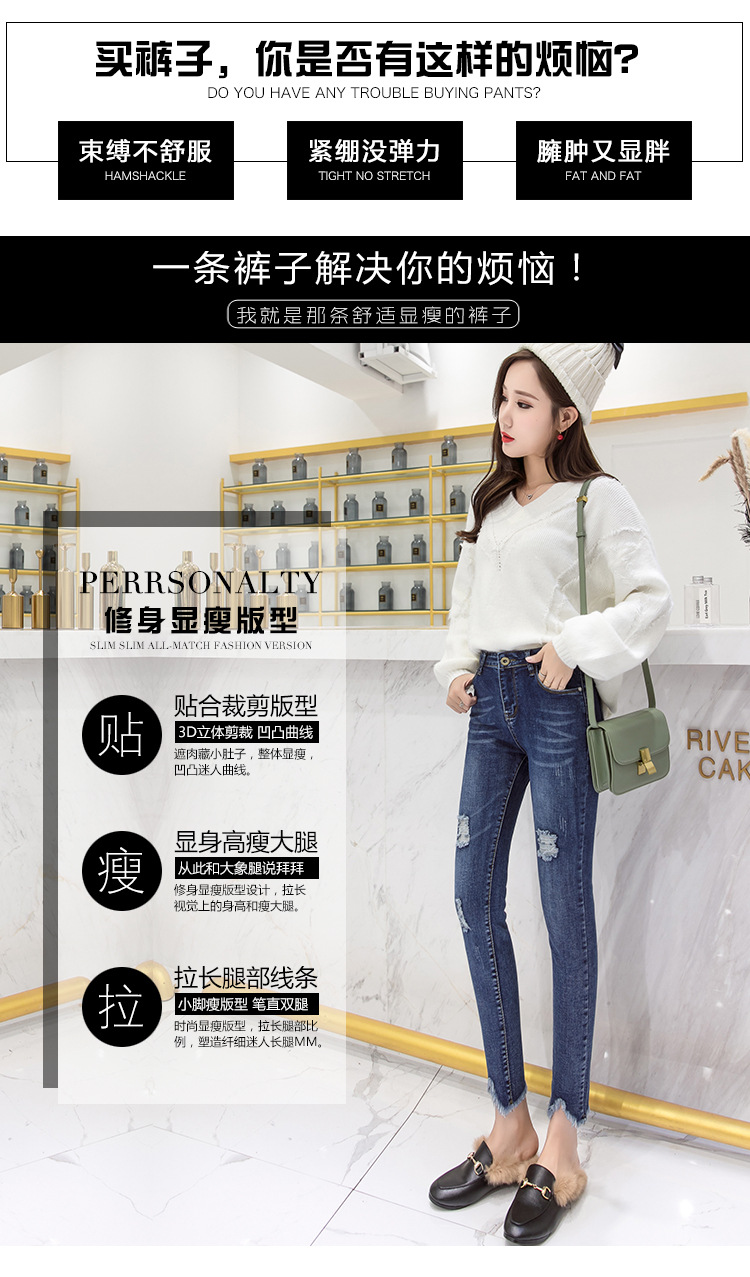 买裤子，你是否有这样的烦恼？
DO YOU HAVE ANY TROUBLE BUYING PANTS?
束缚不舒服
HAMSHACKLE
紧绷没弹力
TIGHT NO STRETCH
臃肿又显胖
FAT AND FAT
一条裤子解决你的烦恼！
我就是那条舒适显瘦的裤子
PERRSONALTY
修身显瘦版型
SLIM SLIM ALL-MATCH FASHION VERSION
贴
贴合裁剪版型
3D立体剪裁 凹凸曲线
遮肉藏小肚子，整体显瘦，
凹凸迷人曲线。
瘦
显身高瘦大腿
从此和大象腿说拜拜
修身显瘦版型设计，拉长
视觉上的身高和瘦大腿。
拉
拉长腿部线条
小脚瘦版型 笔直双腿
时尚显瘦版型，拉长腿部比
例，塑造纤细迷人长腿MM。
RIVE
CAK